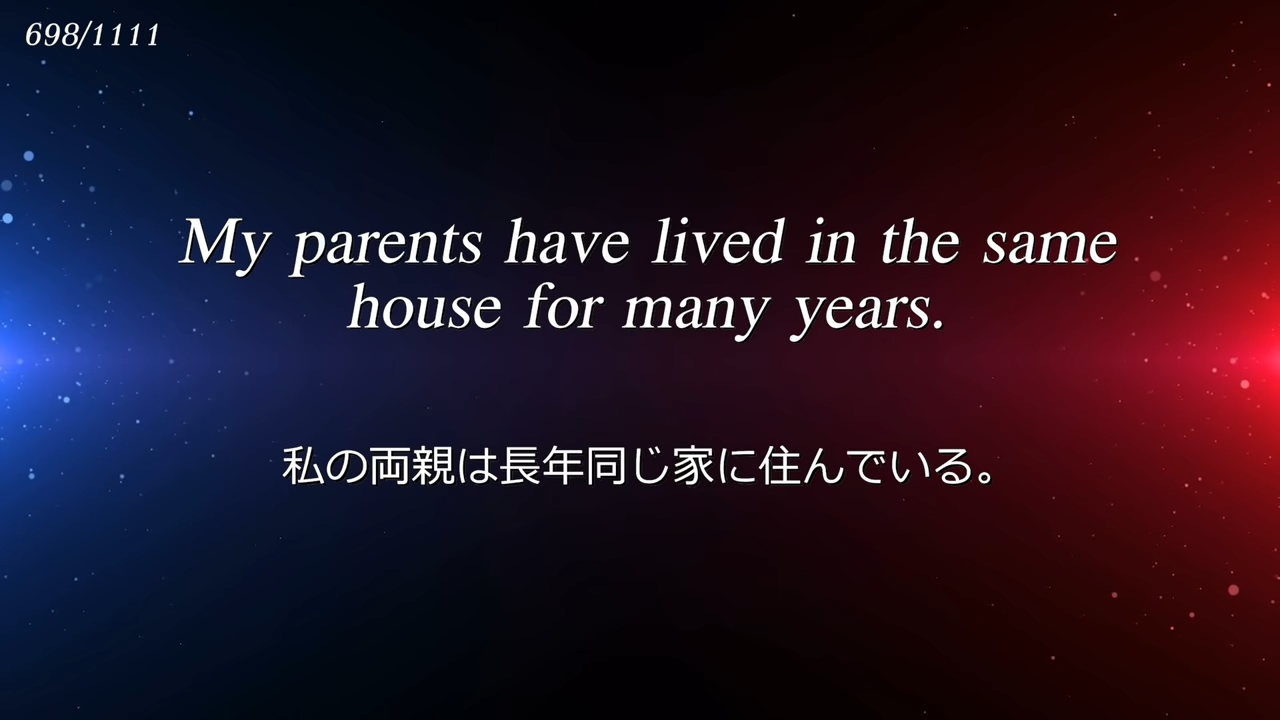 698/1111
My parents have lived in the same
house for many years.
私の両親は長年同じ家に住んでいる。